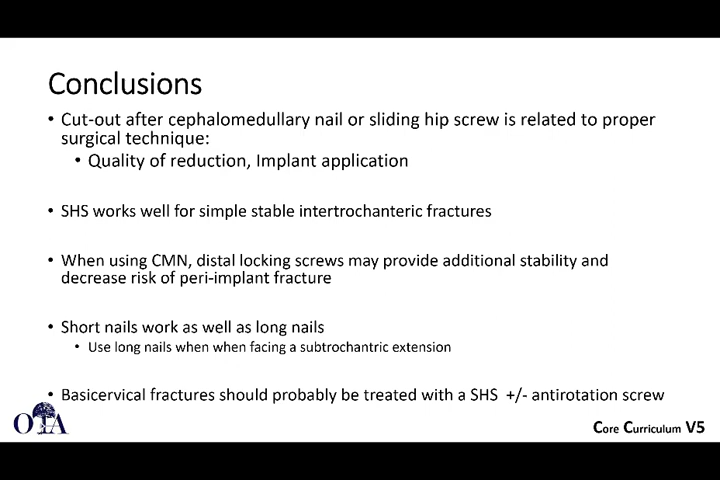 Conclusions
• Cut-out after cephalomedullary nail or sliding hip screw is related to proper
surgical technique:
• Quality of reduction, Implant application
• SHS works well for simple stable intertrochanteric fractures
• When using CMN, distal locking screws may provide additional stability and
decrease risk of peri-implant fracture
• Short nails work as well as long nails
• Use long nails when when facing a subtrochantric extension
• Basicervical fractures should probably be treated with a SHS +/- antirotation screw
OTA
Core Curriculum V5